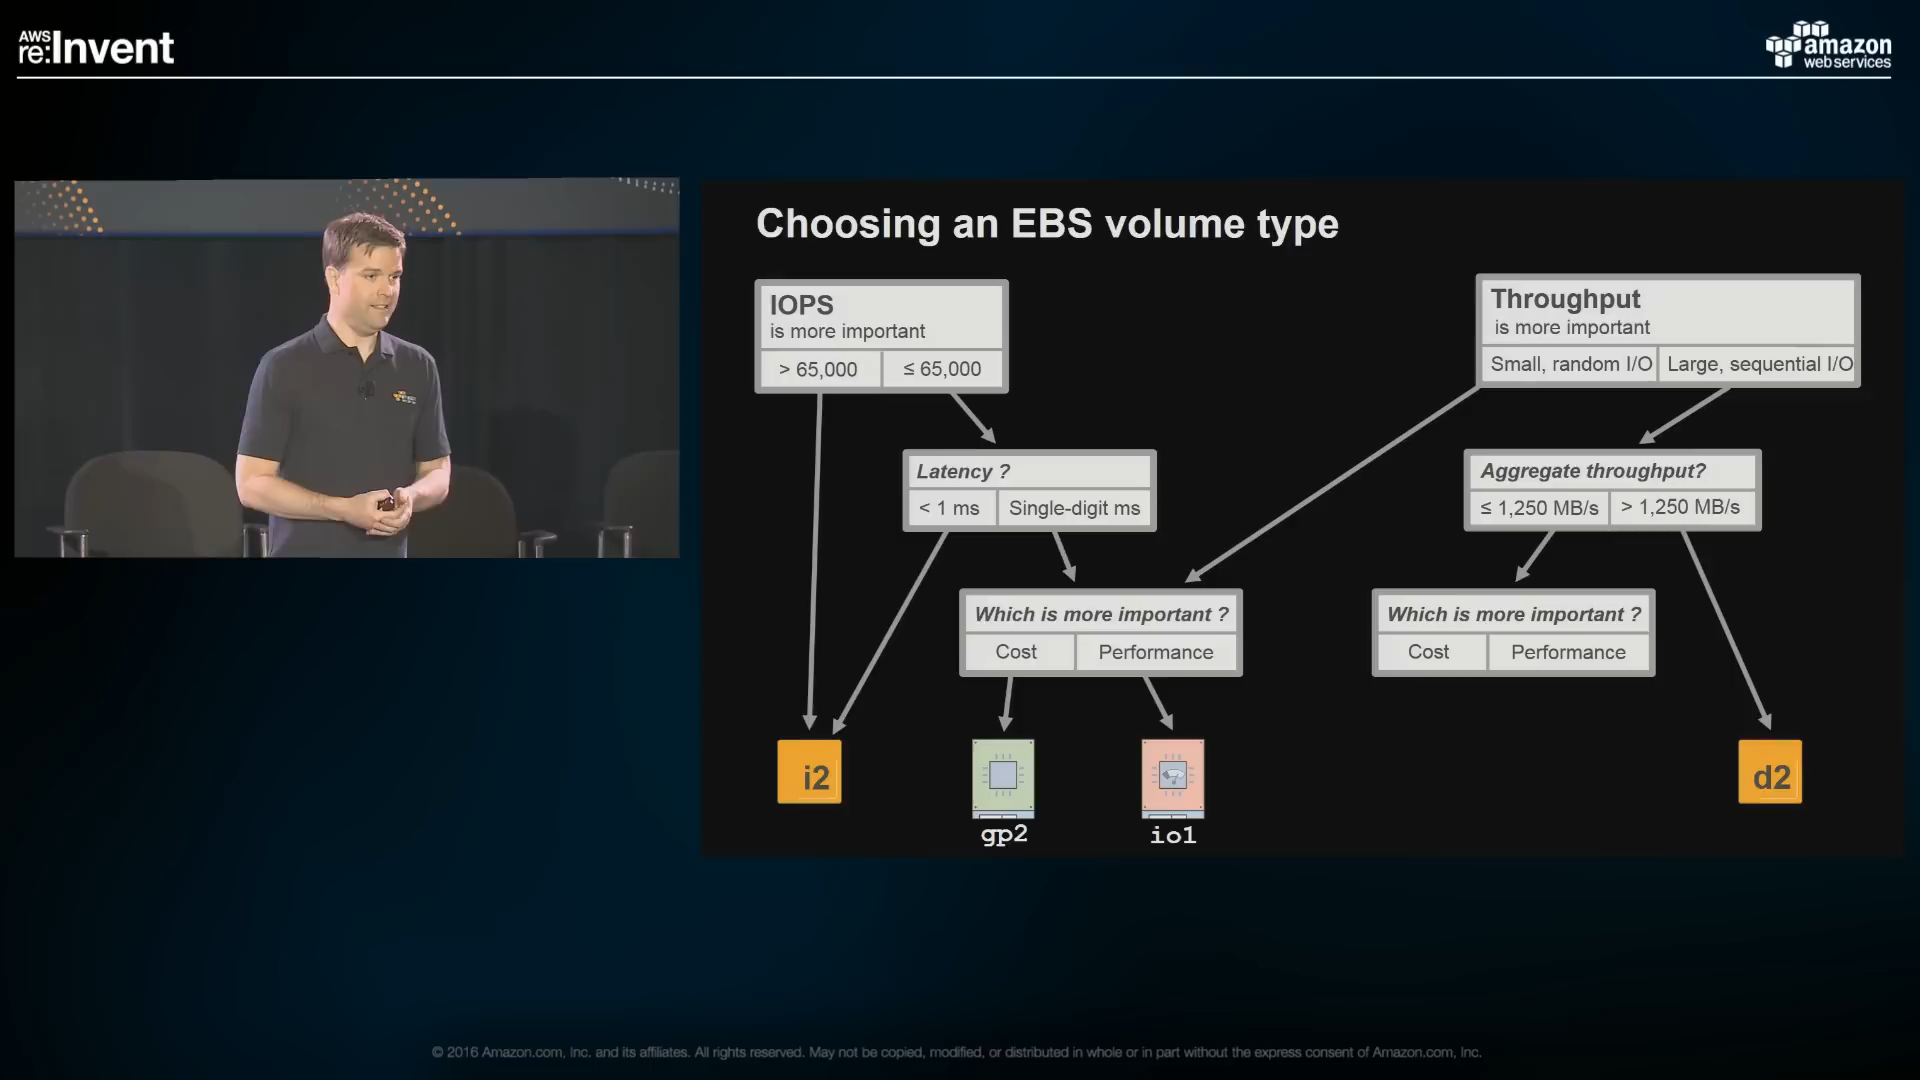 AWS
re:Invent
amazon
web services
Choosing an EBS volume type
IOPS
is more important
> 65,000
≤ 65,000
Throughput
is more important
Small, random I/O
Large, sequential I/O
Latency ?
< 1 ms
Single-digit ms
Aggregate throughput?
≤ 1,250 MB/s
> 1,250 MB/s
Which is more important ?
Cost
Performance
Which is more important ?
Cost
Performance
i2
gp2
io1
d2
© 2016 Amazon.com, Inc. and its affiliates. All rights reserved. May not be copied, modified, or distributed in whole or in part without the express consent of Amazon.com, Inc.